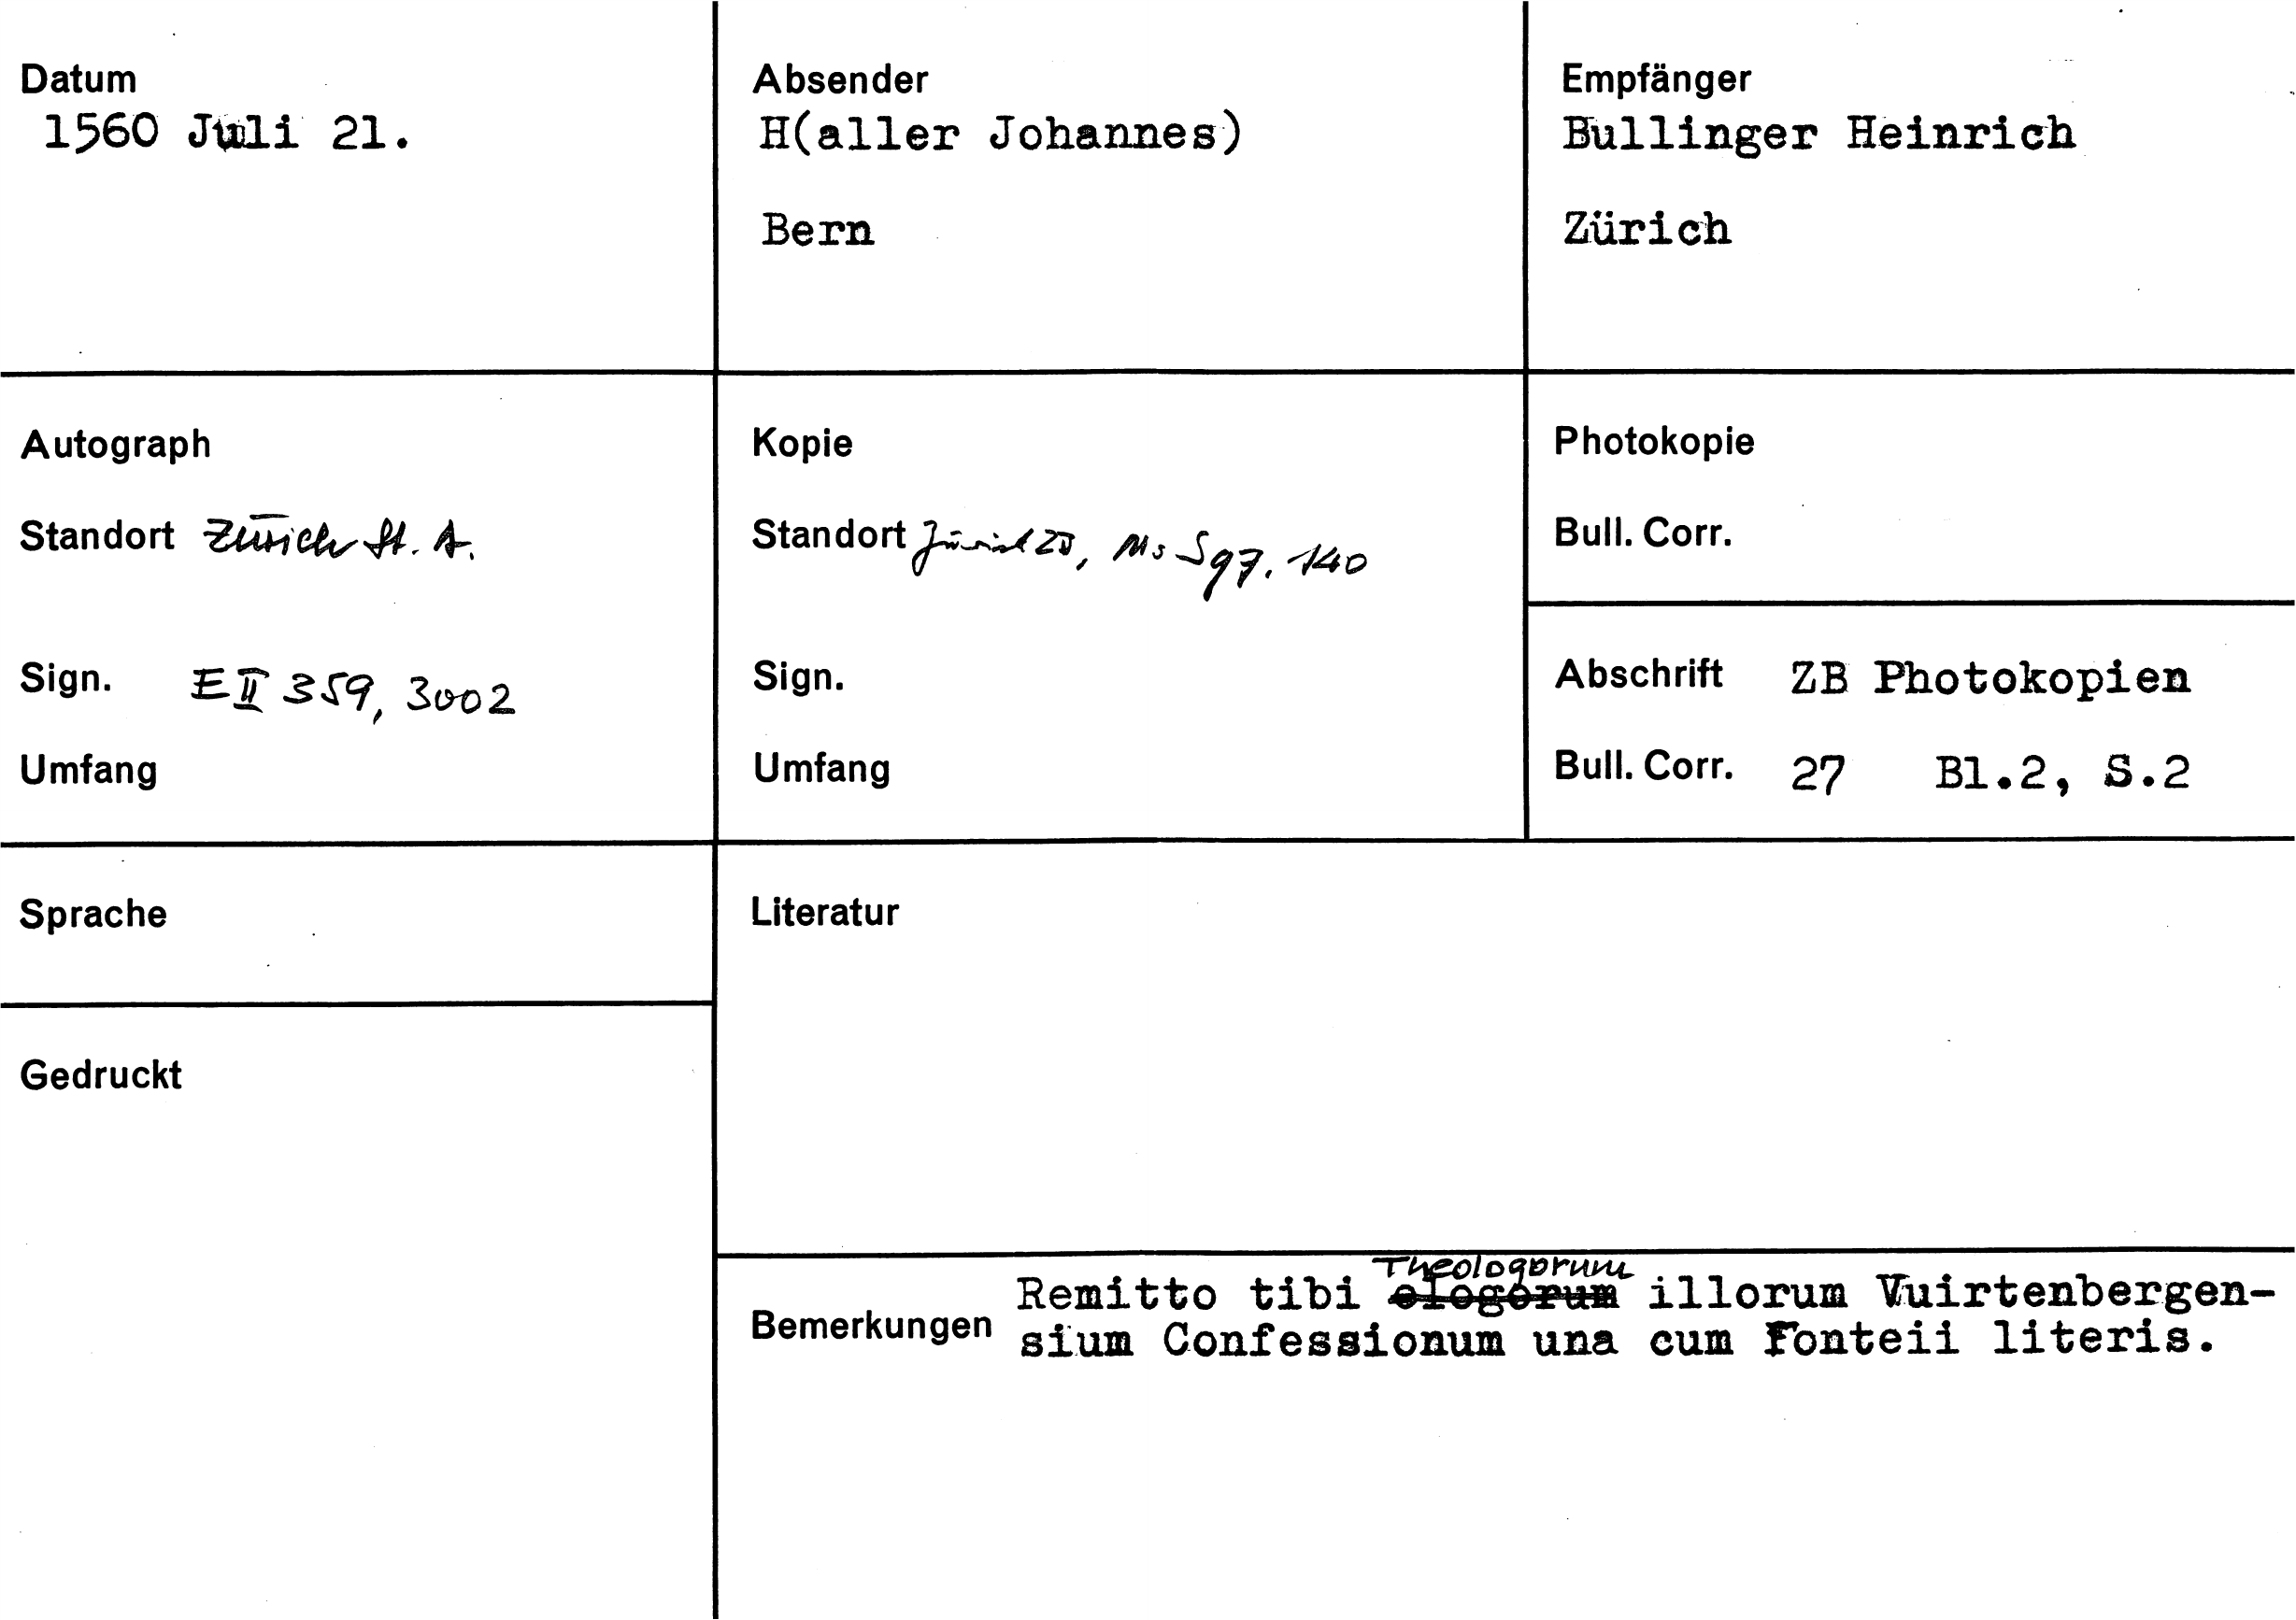 Datum
1560 Juli 21.
Absender
H(aller Johannes)
Bern
Empfänger
Bullinger Heinrich
Zürich
Autograph
Standort Zürich St. A.
Sign. E II 359, 3002
Umfang
Kopie
Standort Zürich ZB, Ms S 97. 140
Sign.
Umfang
Photokopie
Bull. Corr.
Abschrift ZB Photokopien
Bull. Corr. 27 Bl.2, S.2
Sprache
Gedruckt
Literatur
Bemerkungen
Theologorum
Remitto tibi elogorum illorum Vuirtenbergen-
sium Confessionum una cum Fonteii literis.